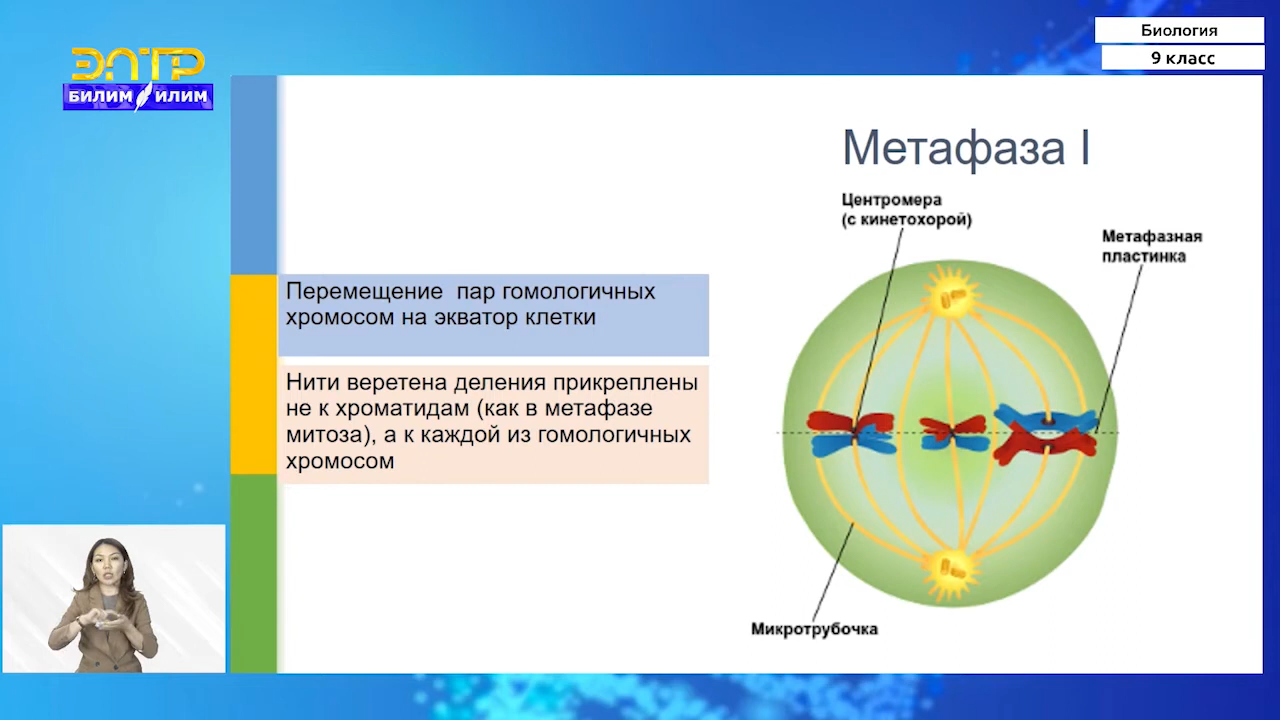 Биология
9 класс
ЭЛТР
БИЛИМ ИЛИМ
Метафаза I
Центромера
(с кинетохорой)
Метафазная
пластинка
Перемещение пар гомологичных
хромосом на экватор клетки
Нити веретена деления прикреплены
не к хроматидам (как в метафазе
митоза), а к каждой из гомологичных
хромосом
Микротрубочка